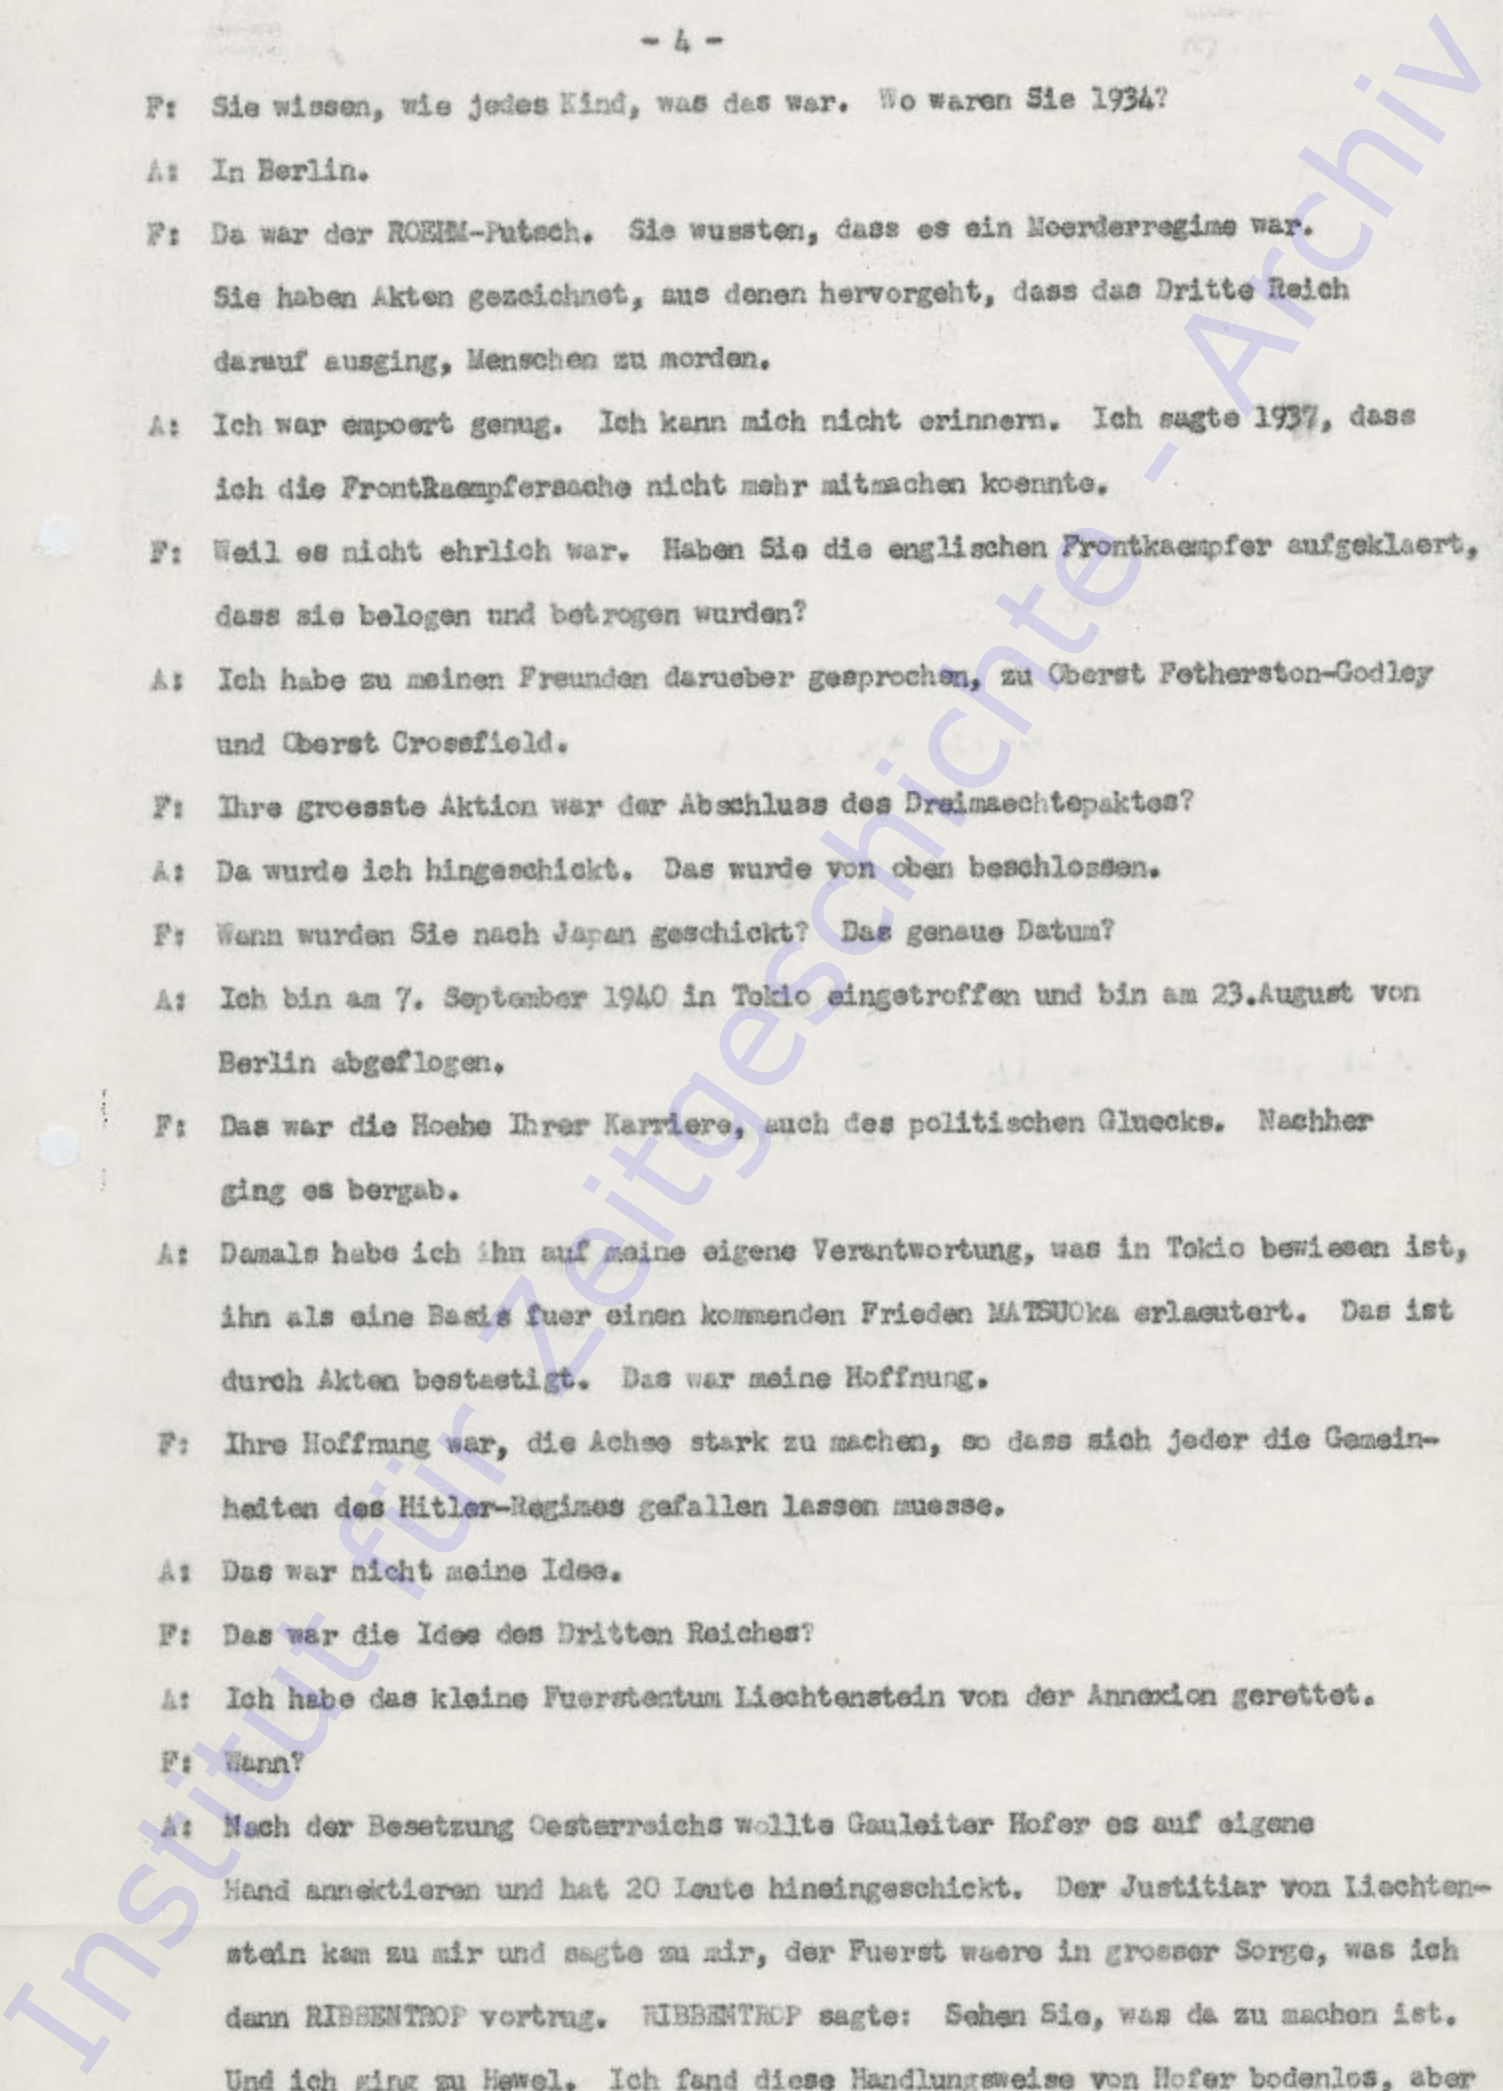 - 4 -
F: Sie wissen, wie jedes Kind, was das war. Wo waren Sie 1934?
A: In Berlin.
F: Da war der ROEHM-Putsch. Sie wussten, dass es ein Moerderregime war.
Sie haben Akten gezeichnet, aus denen hervorgeht, dass das Dritte Reich
darauf ausging, Menschen zu morden.
A: Ich war empoert genug. Ich kann mich nicht erinnern. Ich sagte 1937, dass
ich die Frontkaempfersache nicht mehr mitmachen koennte.
F: Weil es nicht ehrlich war. Haben Sie die englischen Frontkaempfer aufgeklaert,
dass sie belogen und betrogen wurden?
A: Ich habe zu meinen Freunden darueber gesprochen, zu Oberst Fetherston-Godley
und Oberst Crossfield.
F: Ihre groesste Aktion war der Abschluss des Dreimaechtepaktes?
A: Da wurde ich hingeschickt. Das wurde von oben beschlossen.
F: Wann wurden Sie nach Japan geschickt? Das genaue Datum?
A: Ich bin am 7. September 1940 in Tokio eingetroffen und bin am 23.August von
Berlin abgeflogen.
F: Das war die Hoehe Ihrer Karriere, auch des politischen Gluecks. Nachher
ging es bergab.
A: Damals habe ich ihn auf meine eigene Verantwortung, was in Tokio bewiesen ist,
ihn als eine Basis fuer einen kommenden Frieden MATSUOka erlaeutert. Das ist
durch Akten bestaetigt. Das war meine Hoffnung.
F: Ihre Hoffnung war, die Achse stark zu machen, so dass sich jeder die Gemein-
heiten des Hitler-Regimes gefallen lassen muesse.
A: Das war nicht meine Idee.
F: Das war die Idee des Dritten Reiches?
A: Ich habe das kleine Fuerstentum Liechtenstein von der Annexion gerettet.
F: Wann?
A: Nach der Besetzung Oesterreichs wollte Gauleiter Hofer es auf eigene
Hand annektieren und hat 20 Leute hineingeschickt. Der Justitiar von Liechten-
stein kam zu mir und sagte zu mir, der Fuerst waere in grosser Sorge, was ich
dann RIBBENTROP vortrug. RIBBENTROP sagte: Sehen Sie, was da zu machen ist.
Und ich ging zu Hewel. Ich fand diese Handlungsweise von Hofer bodenlos, aber
Institut für Zeitgeschichte - Archiv